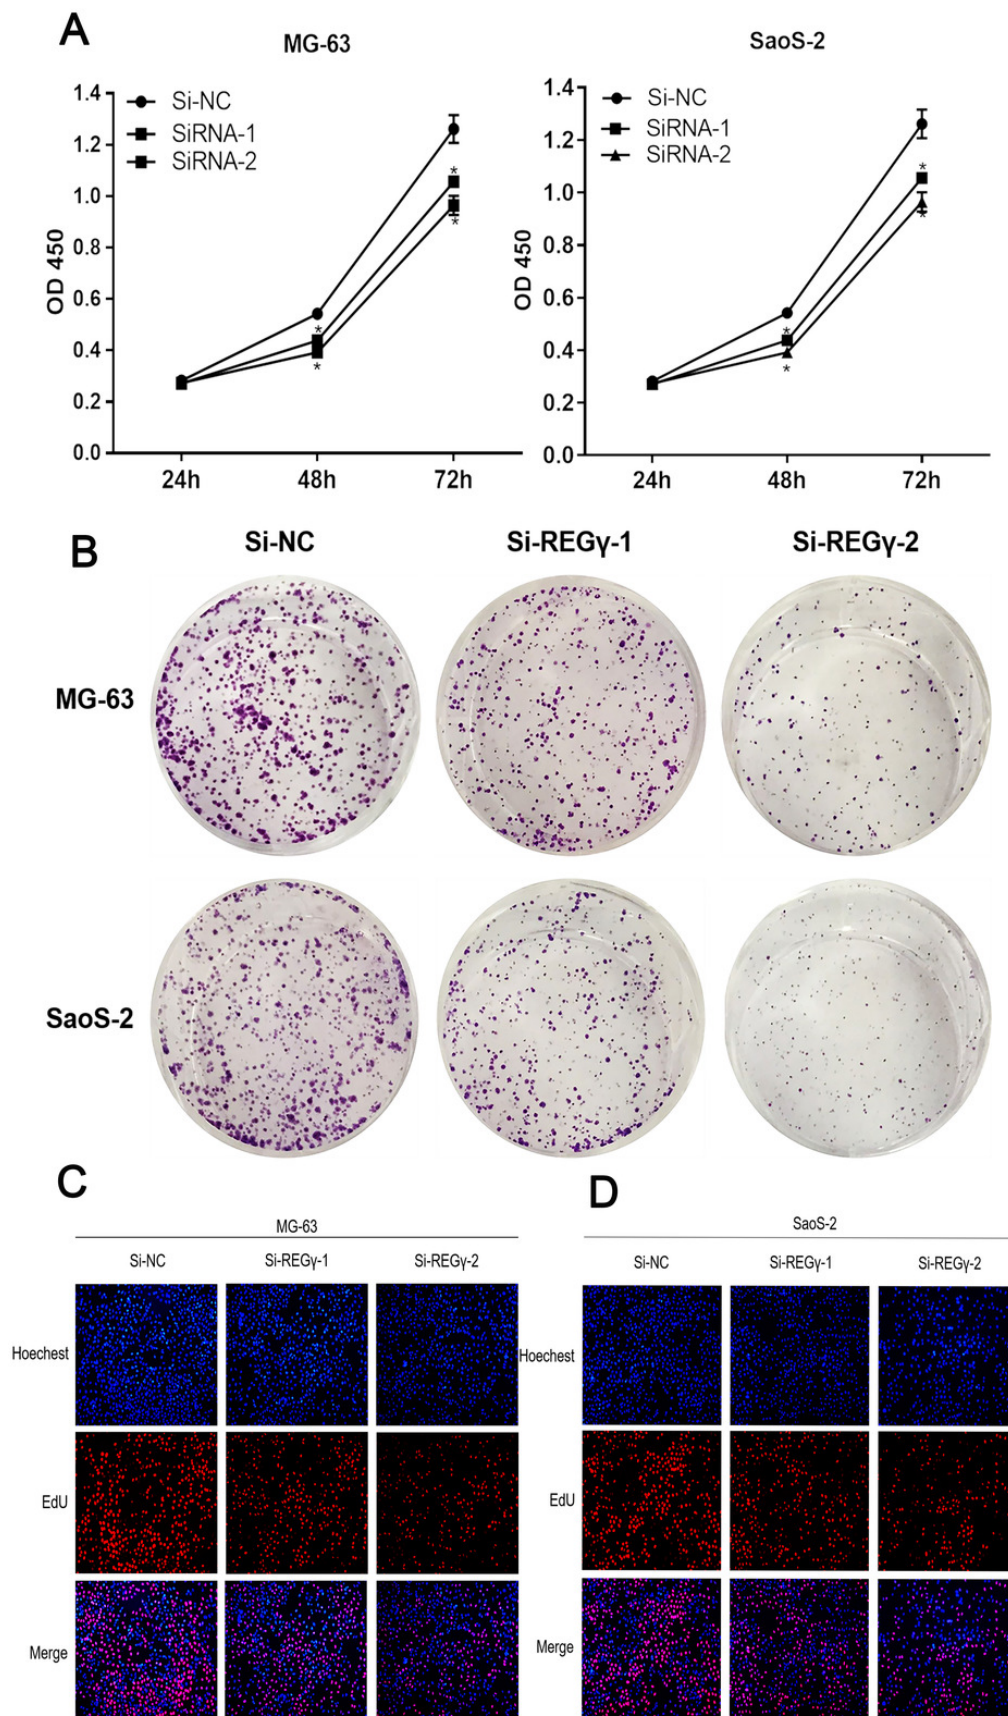 A
MG-63
SaoS-2
1.4
1.2
1.0
0.8
0.6
0.4
0.2
0.0
OD 450
Si-NC
SiRNA-1
SiRNA-2
*
*
*
*
24h 48h 72h
1.4
1.2
1.0
0.8
0.6
0.4
0.2
0.0
OD 450
Si-NC
SiRNA-1
SiRNA-2
*
*
*
*
24h 48h 72h
B
Si-NC Si-REGγ-1 Si-REGγ-2
MG-63
SaoS-2
C
MG-63
Si-NC Si-REGγ-1 Si-REGγ-2
Hoechest
EdU
Merge
D
SaoS-2
Si-NC Si-REGγ-1 Si-REGγ-2
Hoechest
EdU
Merge